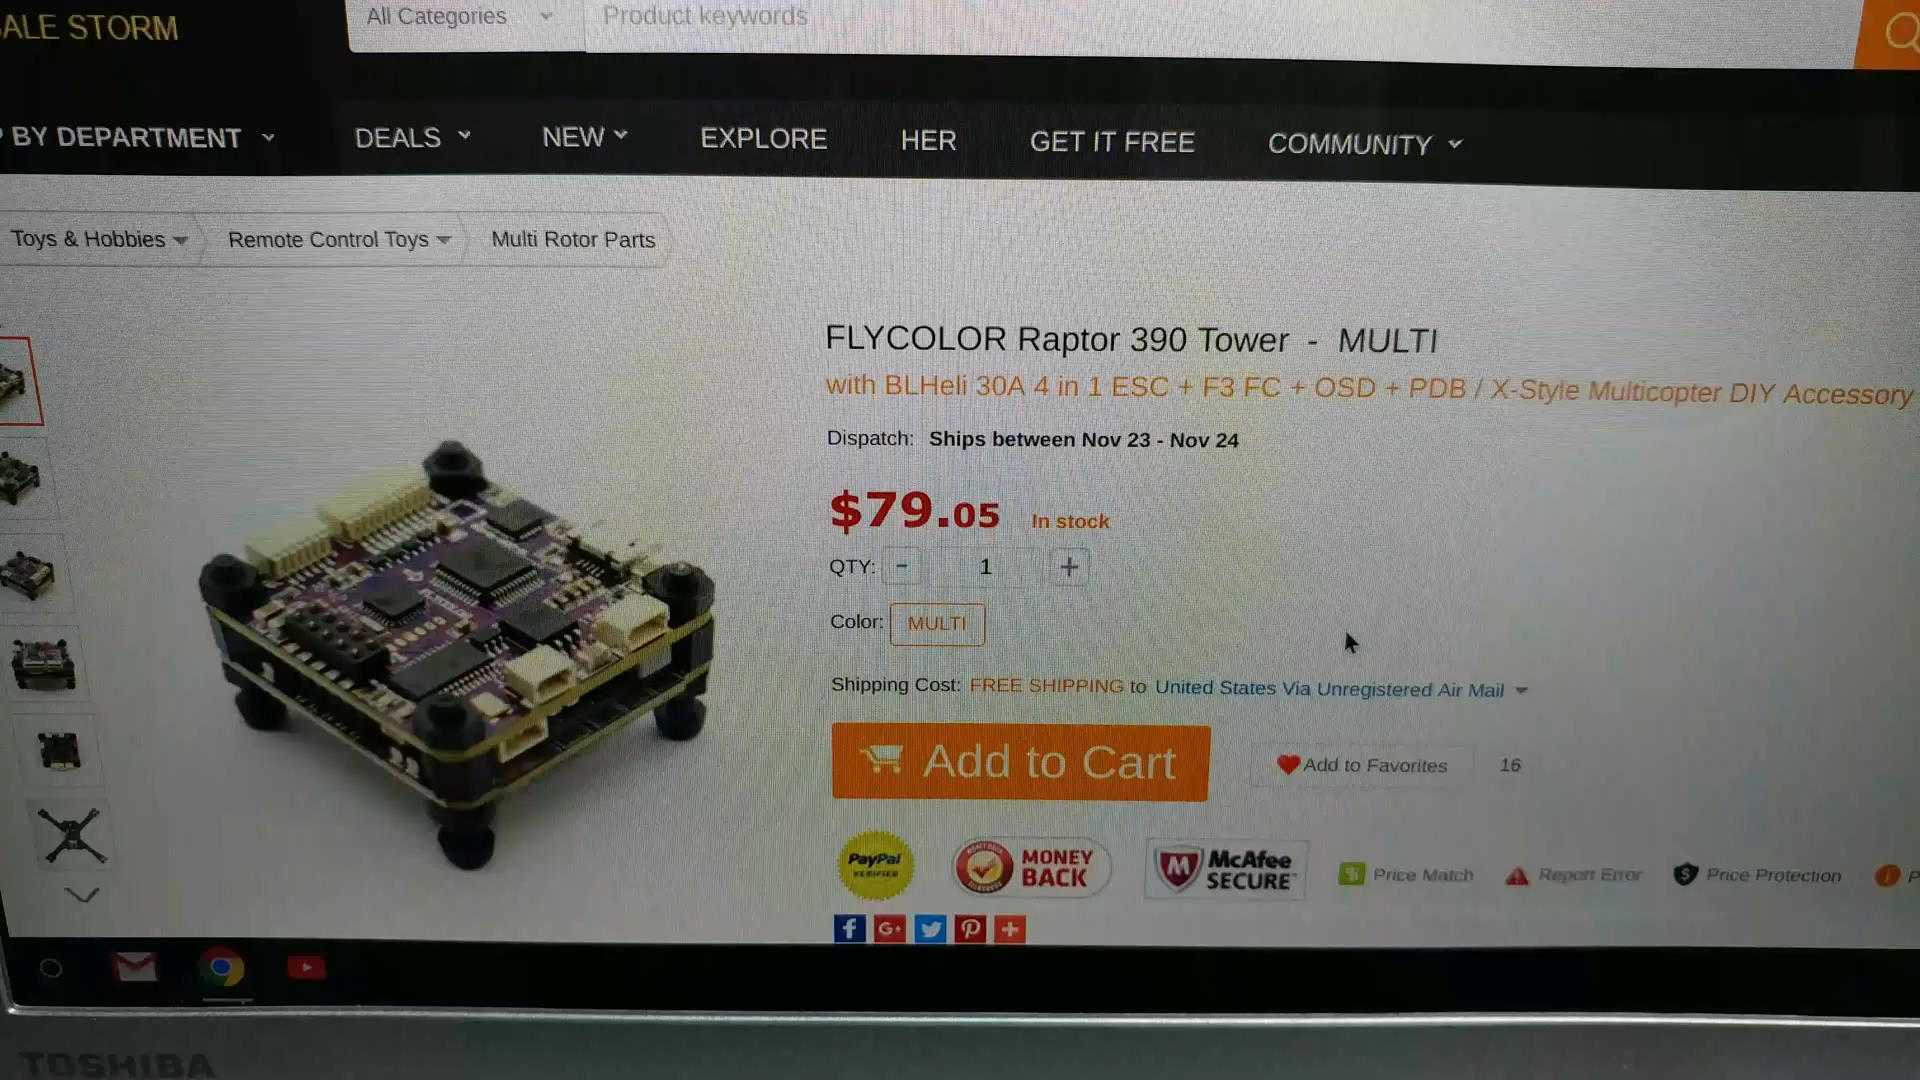 ALE STORM
All Categories
Product keywords
BY DEPARTMENT
DEALS
NEW
EXPLORE
HER
GET IT FREE
COMMUNITY
Toys & Hobbies
Remote Control Toys
Multi Rotor Parts
FLYCOLOR Raptor 390 Tower - MULTI
with BLHeli 30A 4 in 1 ESC + F3 FC + OSD + PDB / X-Style Multicopter DIY Accessory
Dispatch: Ships between Nov 23 - Nov 24
$79.05 In stock
QTY: - 1 +
Color: MULTI
Shipping Cost: FREE SHIPPING to United States Via Unregistered Air Mail
Add to Cart
Add to Favorites 16
PayPal
VERIFIED
MONEY
BACK
McAfee
SECURE
Price Match
Report Error
Price Protection
P
TOSHIBA